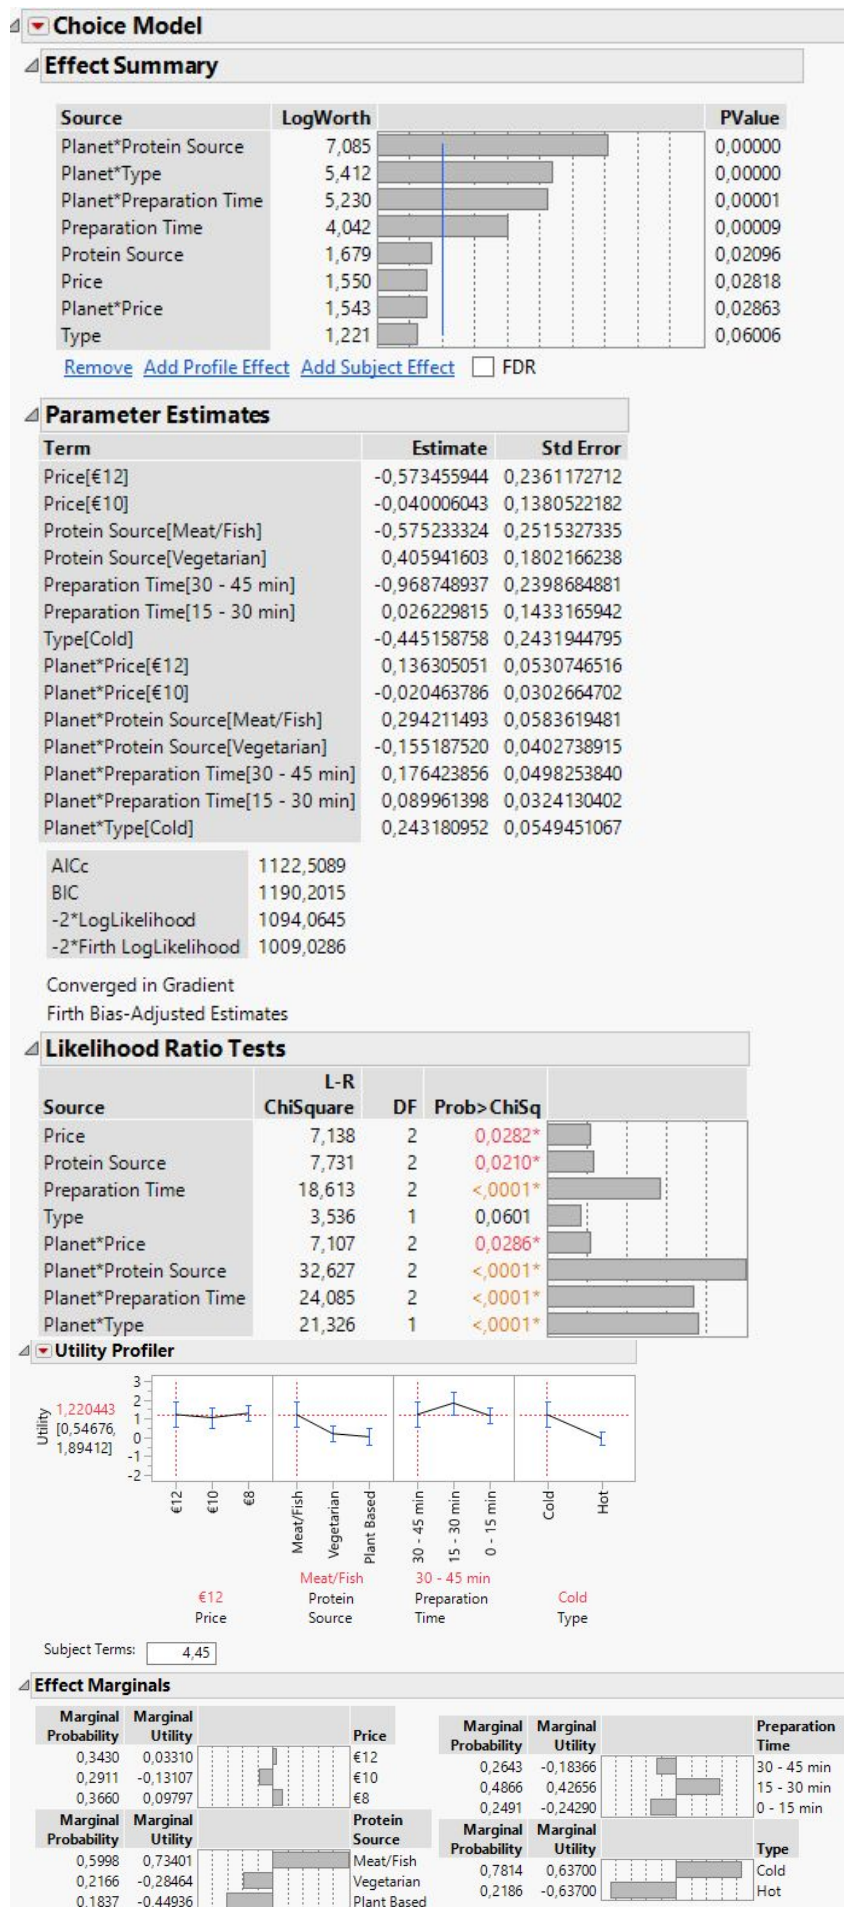 Choice Model
Effect Summary
Source LogWorth PValue
Planet*Protein Source 7,085 0,00000
Planet*Type 5,412 0,00000
Planet*Preparation Time 5,230 0,00001
Preparation Time 4,042 0,00009
Protein Source 1,679 0,02096
Price 1,550 0,02818
Planet*Price 1,543 0,02863
Type 1,221 0,06006
Remove Add Profile Effect Add Subject Effect FDR
Parameter Estimates
Term Estimate Std Error
Price[€12] -0,573455944 0,2361172712
Price[€10] -0,040006043 0,1380522182
Protein Source[Meat/Fish] -0,575233324 0,2515327335
Protein Source[Vegetarian] 0,405941603 0,1802166238
Preparation Time[30 - 45 min] -0,968748937 0,2398684881
Preparation Time[15 - 30 min] 0,026229815 0,1433165942
Type[Cold] -0,445158758 0,2431944795
Planet*Price[€12] 0,136305051 0,0530746516
Planet*Price[€10] -0,020463786 0,0302664702
Planet*Protein Source[Meat/Fish] 0,294211493 0,0583619481
Planet*Protein Source[Vegetarian] -0,155187520 0,0402738915
Planet*Preparation Time[30 - 45 min] 0,176423856 0,0498253840
Planet*Preparation Time[15 - 30 min] 0,089961398 0,0324130402
Planet*Type[Cold] 0,243180952 0,0549451067
AICc 1122,5089
BIC 1190,2015
-2*LogLikelihood 1094,0645
-2*Firth LogLikelihood 1009,0286
Converged in Gradient
Firth Bias-Adjusted Estimates
Likelihood Ratio Tests
L-R
Source ChiSquare DF Prob>ChiSq
Price 7,138 2 0,0282*
Protein Source 7,731 2 0,0210*
Preparation Time 18,613 2 <,0001*
Type 3,536 1 0,0601
Planet*Price 7,107 2 0,0286*
Planet*Protein Source 32,627 2 <,0001*
Planet*Preparation Time 24,085 2 <,0001*
Planet*Type 21,326 1 <,0001*
Utility Profiler
Utility
1,220443
[0,54676,
1,89412]
3
2
1
0
-1
-2
€12 €10 €8
Meat/Fish Vegetarian Plant Based
30 - 45 min 15 - 30 min 0 - 15 min
Cold Hot
Meat/Fish 30 - 45 min
€12 Protein Preparation Cold
Price Source Time Type
Subject Terms: 4,45
Effect Marginals
Marginal Marginal
Probability Utility Price
0,3430 0,03310 €12
0,2911 -0,13107 €10
0,3660 0,09797 €8
Marginal Marginal Protein
Probability Utility Source
0,5998 0,73401 Meat/Fish
0,2166 -0,28464 Vegetarian
0,1837 -0,44936 Plant Based
Marginal Marginal Preparation
Probability Utility Time
0,2643 -0,18366 30 - 45 min
0,4866 0,42656 15 - 30 min
0,2491 -0,24290 0 - 15 min
Marginal Marginal
Probability Utility Type
0,7814 0,63700 Cold
0,2186 -0,63700 Hot